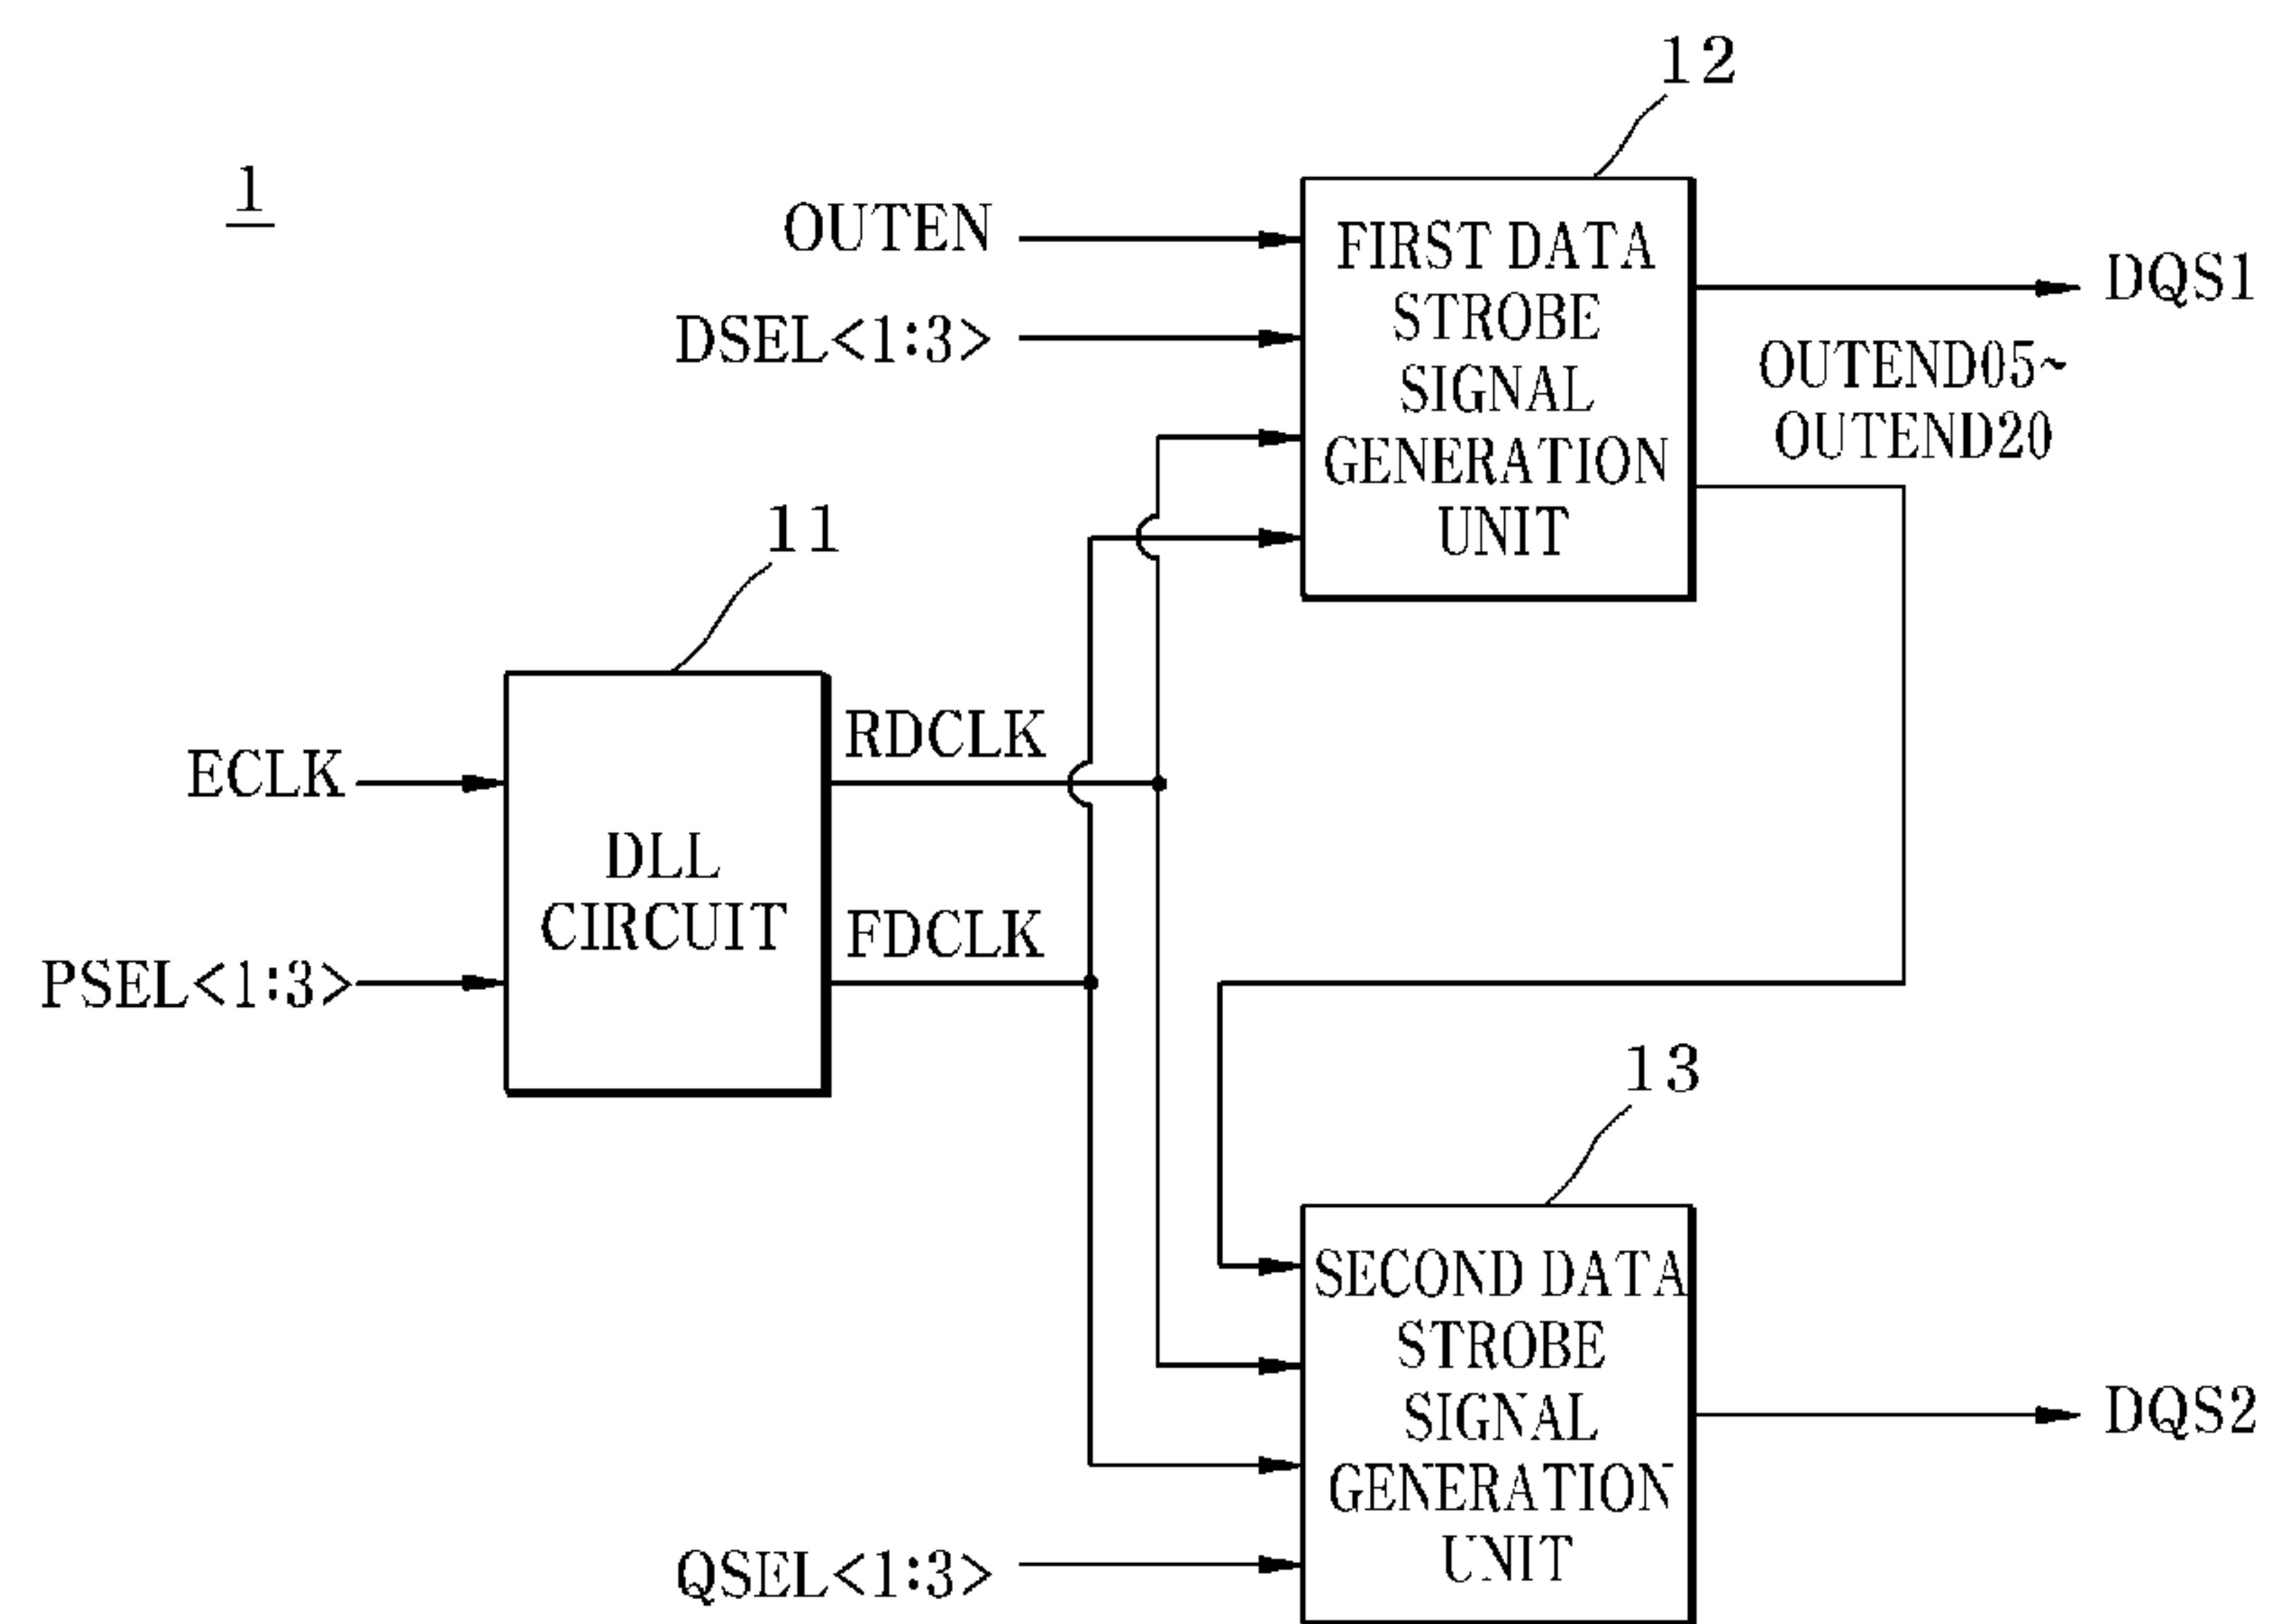 12
1
OUTEN
DSEL<1:3>
FIRST DATA
STROBE
SIGNAL
GENERATION
UNIT
DQS1
OUTEND05~
OUTEND20
11
ECLK
PSEL<1:3>
DLL
CIRCUIT
RDCLK
FDCLK
13
SECOND DATA
STROBE
SIGNAL
GENERATION
UNIT
DQS2
QSEL<1:3>